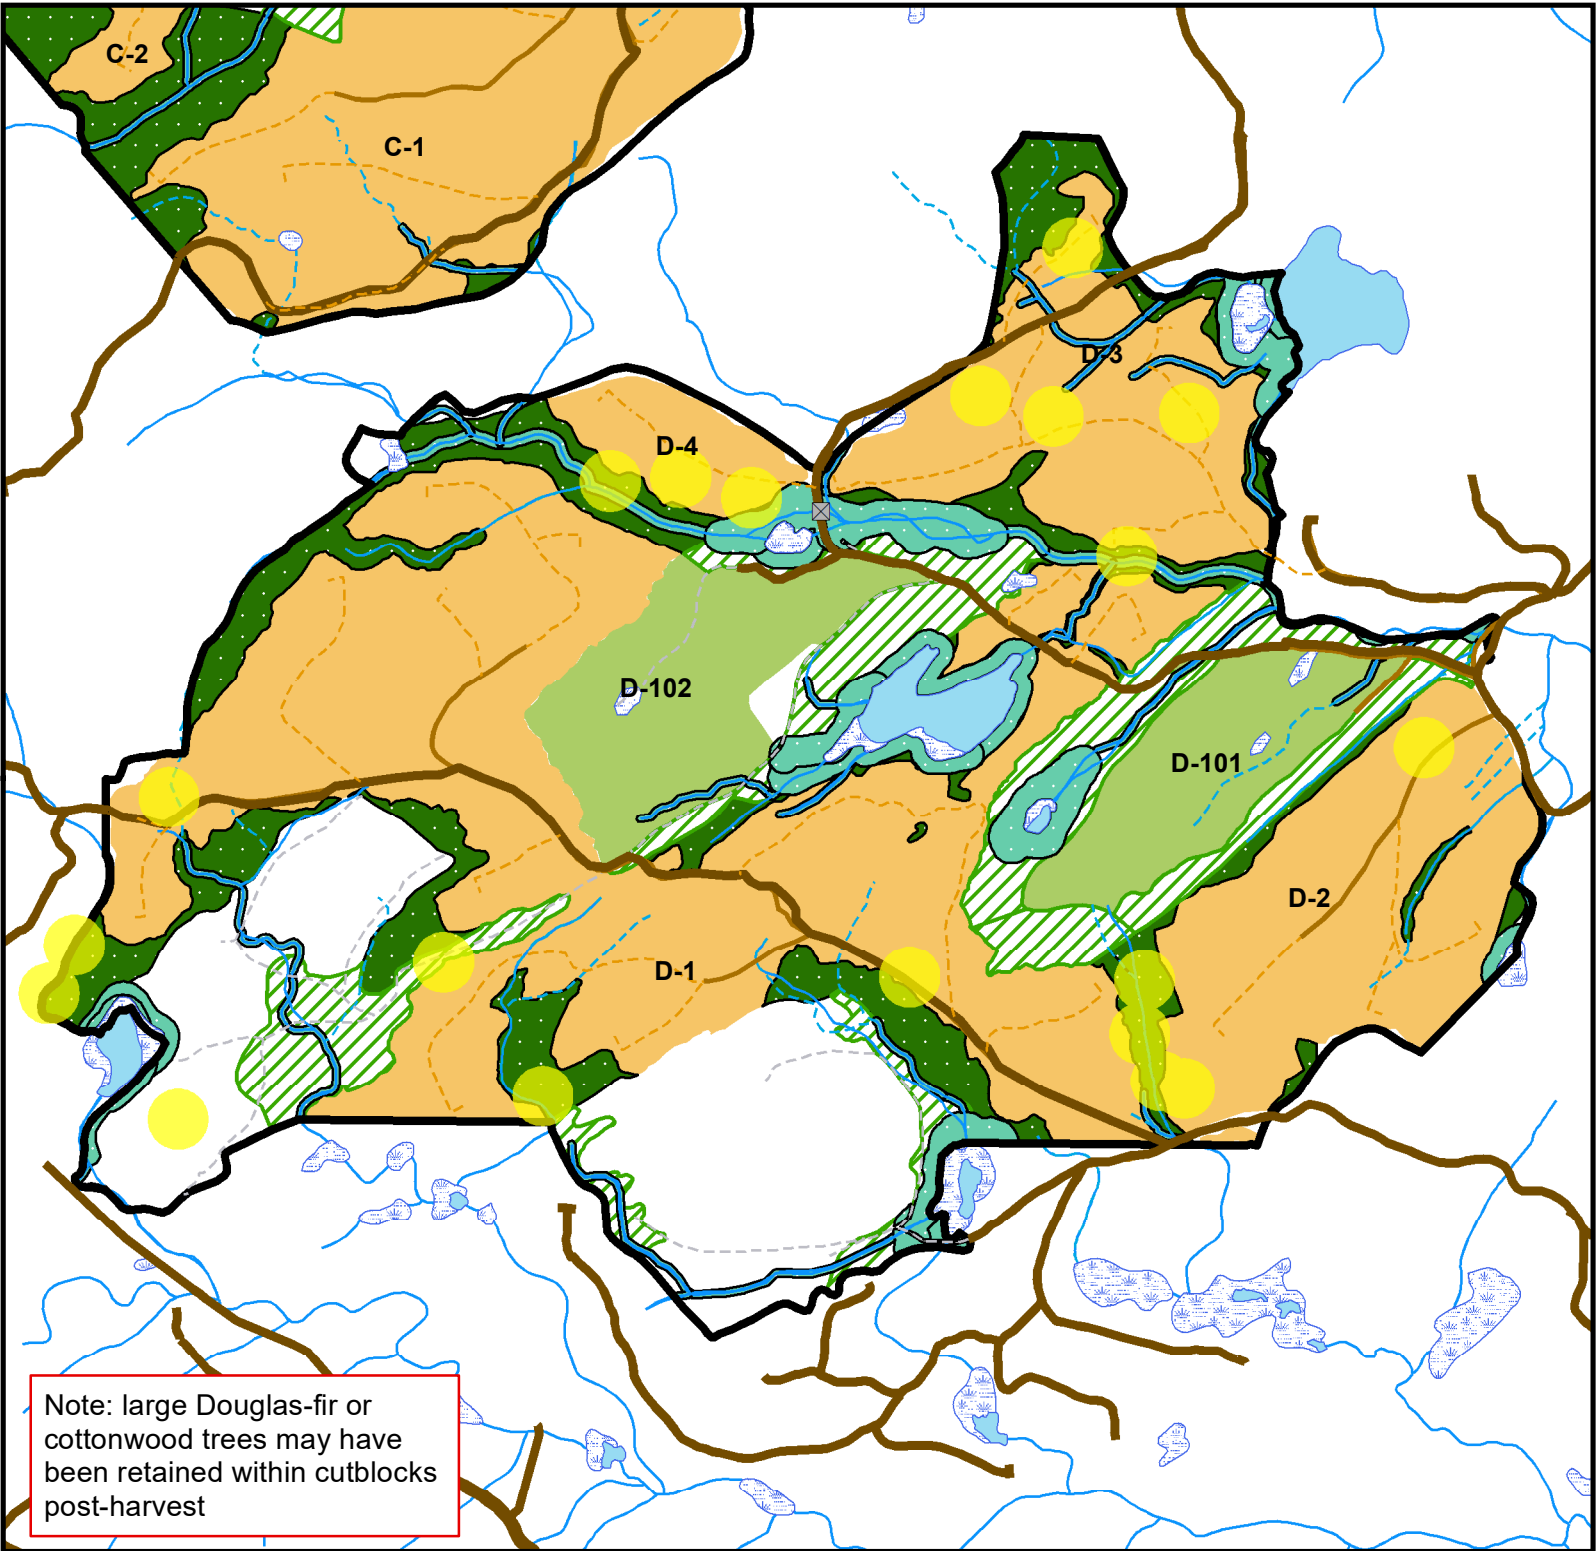 C-2
C-1
D-3
D-4
D-102
D-101
D-2
D-1
Note: large Douglas-fir or
cottonwood trees may have
been retained within cutblocks
post-harvest